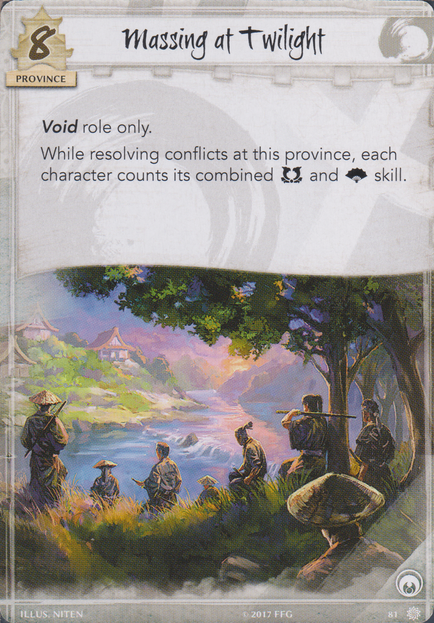 8
Massing at Twilight
PROVINCE
Void role only.
While resolving conflicts at this province, each
character counts its combined and skill.
ILLUS. NITEN
© 2017 FFG
81